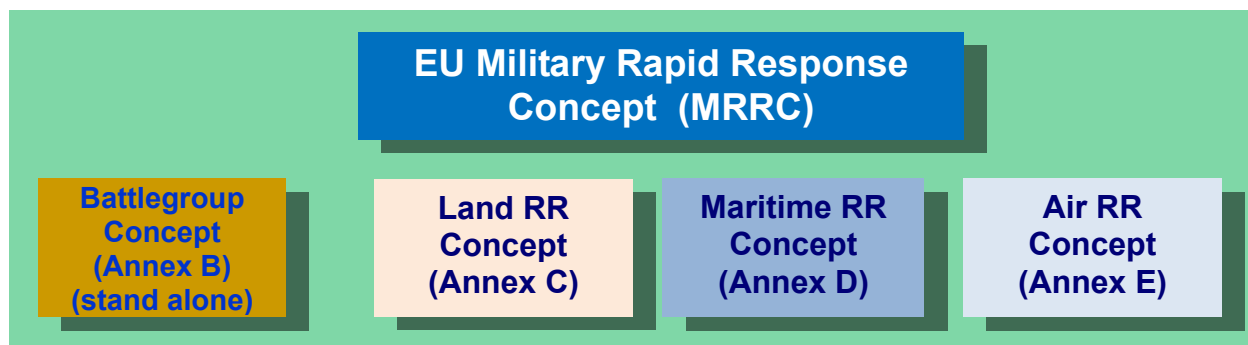 EU Military Rapid Response
Concept (MRRC)
Battlegroup
Concept
(Annex B)
(stand alone)
Land RR
Concept
(Annex C)
Maritime RR
Concept
(Annex D)
Air RR
Concept
(Annex E)